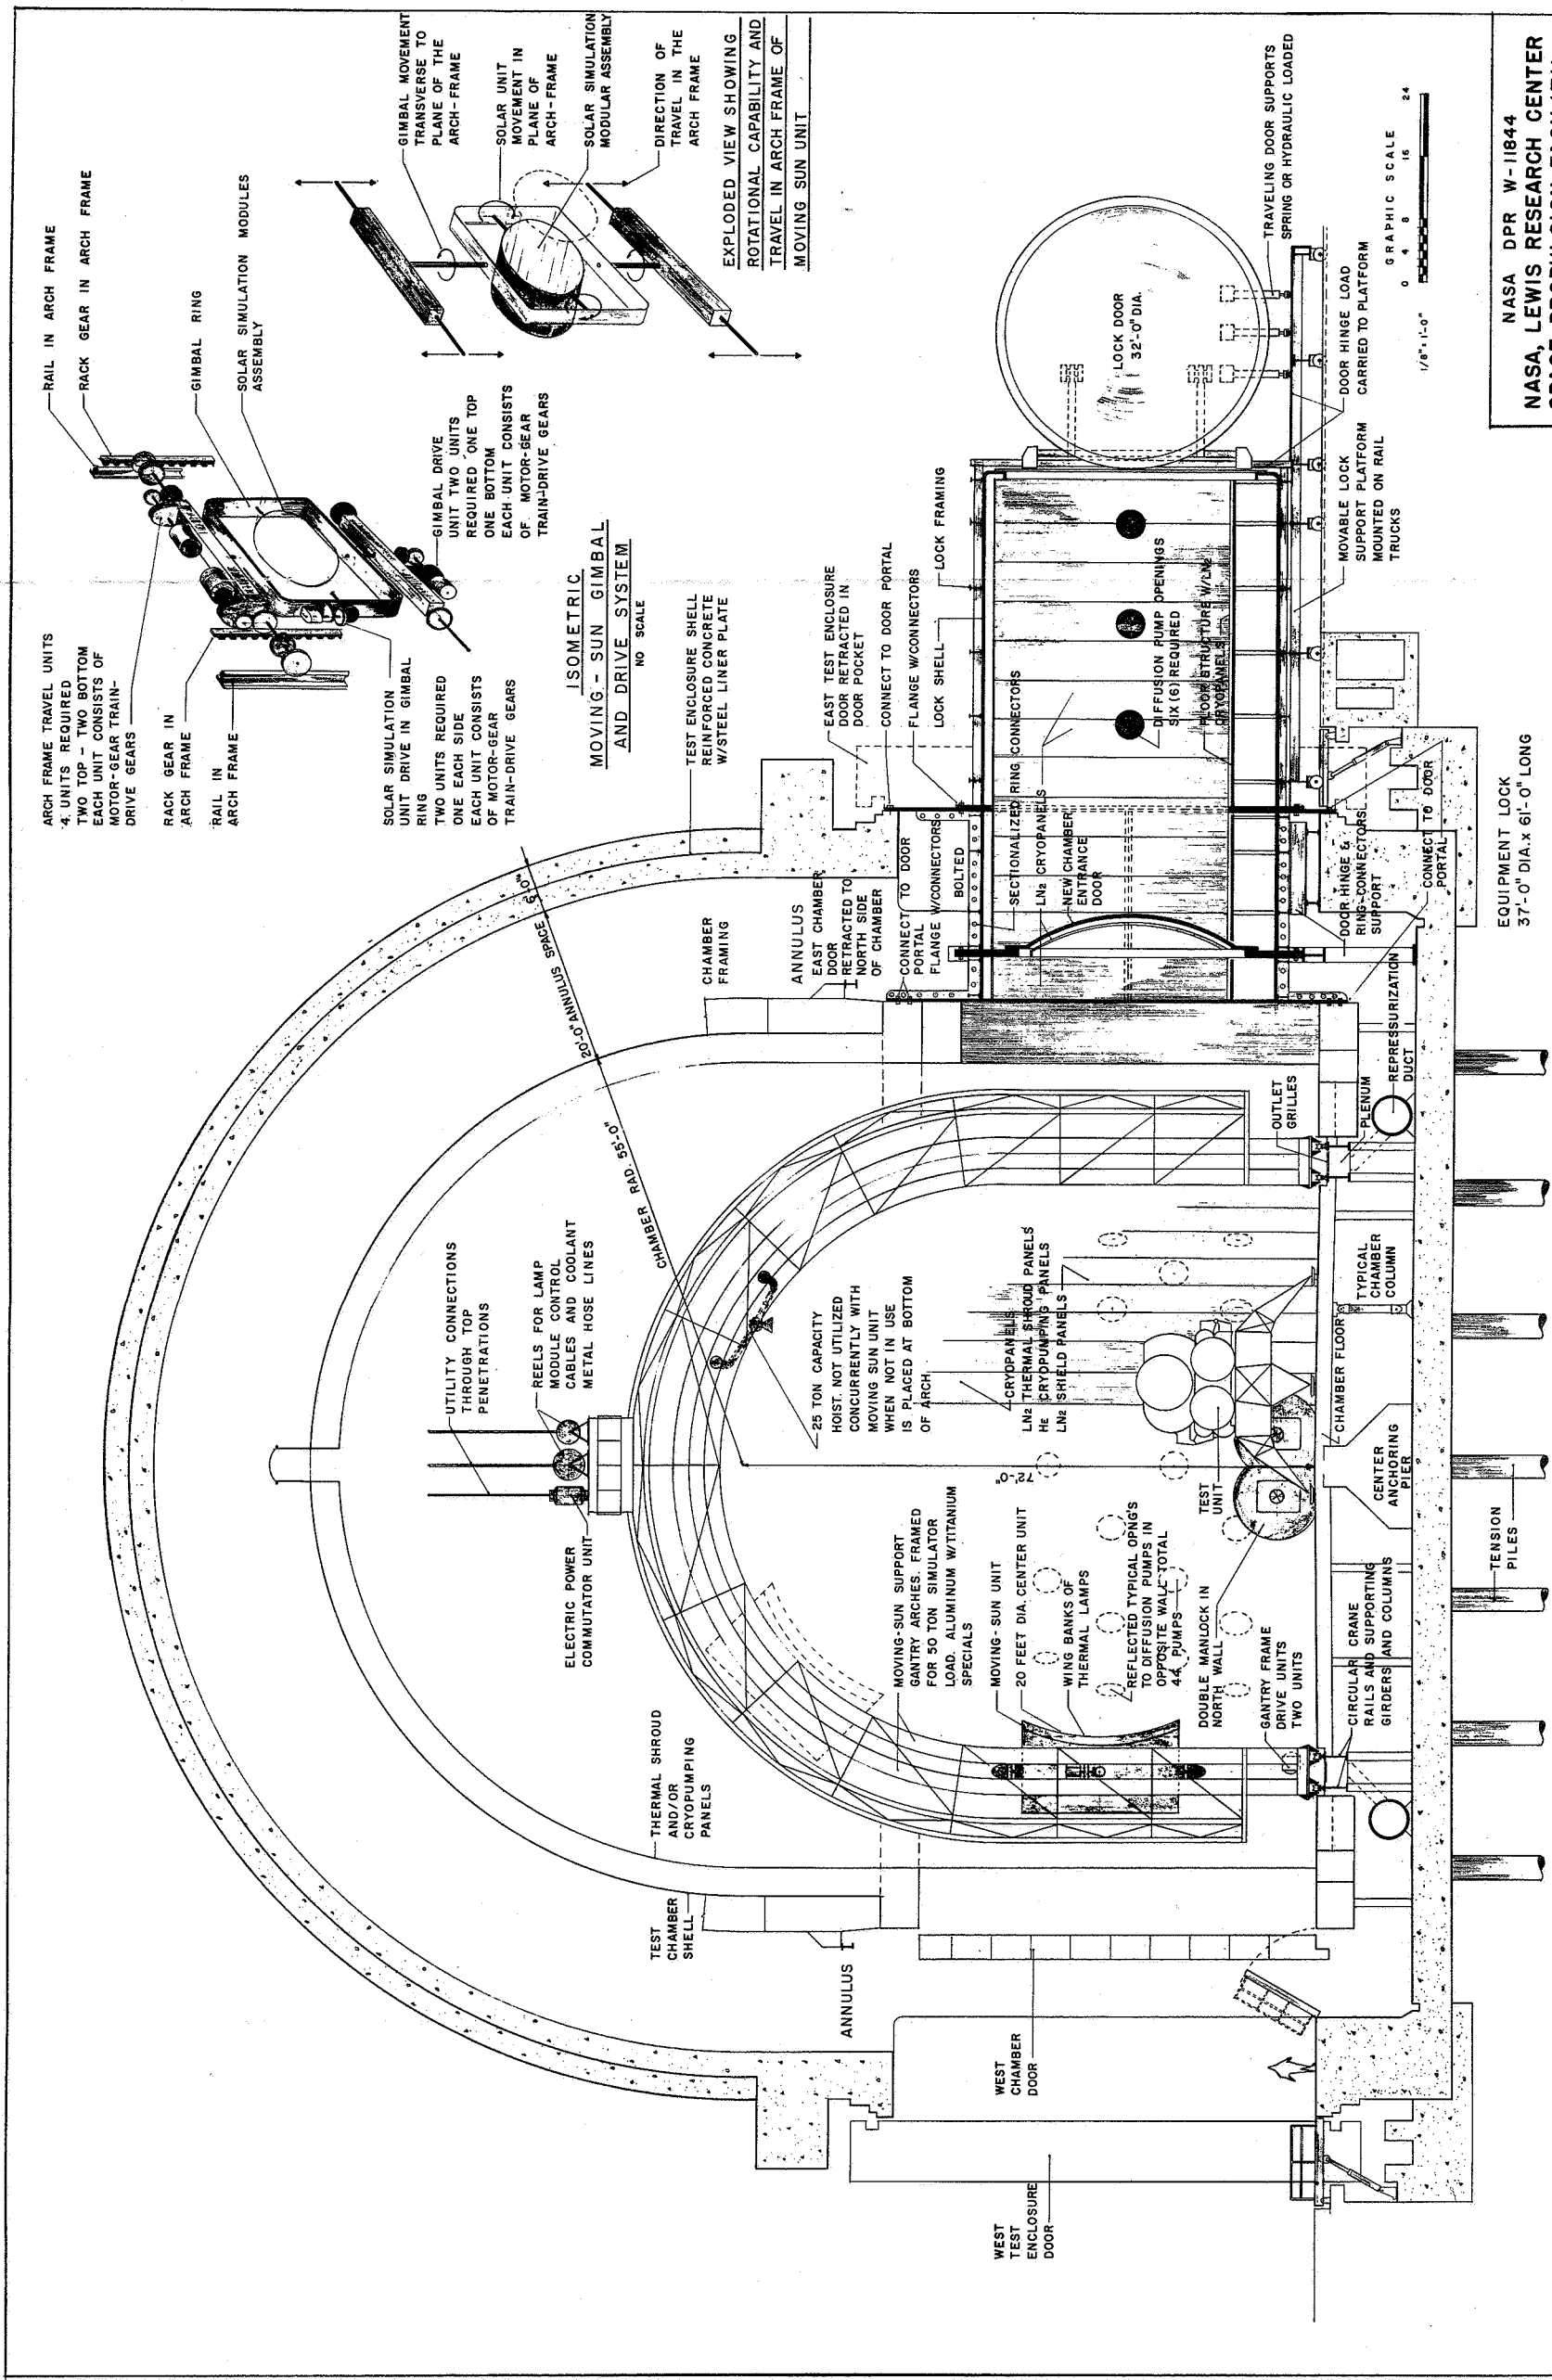 ARCH FRAME TRAVEL UNITS
4 UNITS REQUIRED
TWO TOP - TWO BOTTOM
EACH UNIT CONSISTS OF
MOTOR-GEAR TRAIN-
DRIVE GEARS
RACK GEAR IN
ARCH FRAME
RAIL IN
ARCH FRAME
SOLAR SIMULATION
UNIT DRIVE IN GIMBAL
RING
TWO UNITS REQUIRED
ONE EACH SIDE
EACH UNIT CONSISTS
OF MOTOR-GEAR
TRAIN-DRIVE GEARS
RAIL IN ARCH FRAME
RACK GEAR IN ARCH FRAME
GIMBAL RING
SOLAR SIMULATION MODULES
ASSEMBLY
GIMBAL DRIVE
UNIT TWO UNITS
REQUIRED ONE TOP
ONE BOTTOM
EACH UNIT CONSISTS
OF MOTOR-GEAR
TRAIN-DRIVE GEARS
ISOMETRIC
MOVING - SUN GIMBAL
AND DRIVE SYSTEM
NO SCALE
GIMBAL MOVEMENT
TRANSVERSE TO
PLANE OF THE
ARCH-FRAME
SOLAR UNIT
MOVEMENT IN
PLANE OF
ARCH-FRAME
SOLAR SIMULATION
MODULAR ASSEMBLY
DIRECTION OF
TRAVEL IN THE
ARCH FRAME
EXPLODED VIEW SHOWING
ROTATIONAL CAPABILITY AND
TRAVEL IN ARCH FRAME OF
MOVING SUN UNIT
TEST ENCLOSURE SHELL
REINFORCED CONCRETE
W/STEEL LINER PLATE
6'-0"
20'-0" ANNULUS SPACE
CHAMBER RAD. 55'-0"
UTILITY CONNECTIONS
THROUGH TOP
PENETRATIONS
REELS FOR LAMP
MODULE CONTROL
CABLES AND COOLANT
METAL HOSE LINES
ELECTRIC POWER
COMMUTATOR UNIT
THERMAL SHROUD
AND/OR
CRYOPUMPING
PANELS
TEST
CHAMBER
SHELL
ANNULUS
CHAMBER
FRAMING
ANNULUS
EAST CHAMBER
DOOR
RETRACTED TO
NORTH SIDE
OF CHAMBER
CONNECT TO DOOR
PORTAL
FLANGE W/CONNECTORS
BOLTED
EAST TEST ENCLOSURE
DOOR RETRACTED IN
DOOR POCKET
CONNECT TO DOOR PORTAL
FLANGE W/CONNECTORS
LOCK SHELL
LOCK FRAMING
25 TON CAPACITY
HOIST. NOT UTILIZED
CONCURRENTLY WITH
MOVING SUN UNIT
WHEN NOT IN USE
IS PLACED AT BOTTOM
OF ARCH
MOVING-SUN SUPPORT
GANTRY ARCHES. FRAMED
FOR 50 TON SIMULATOR
LOAD. ALUMINUM W/TITANIUM
SPECIALS
MOVING-SUN UNIT
20 FEET DIA. CENTER UNIT
WING BANKS OF
THERMAL LAMPS
REFLECTED TYPICAL OPNG'S
TO DIFFUSION PUMPS IN
OPPOSITE WALL TOTAL
44 PUMPS
DOUBLE MANLOCK IN
NORTH WALL
GANTRY FRAME
DRIVE UNITS
TWO UNITS
CIRCULAR CRANE
RAILS AND SUPPORTING
GIRDERS AND COLUMNS
72'-0"
CRYOPANELS
LN2 THERMAL SHROUD PANELS
HE CRYOPUMPING PANELS
LN2 SHIELD PANELS
TEST
UNIT
CHAMBER FLOOR
CENTER
ANCHORING
PIER
TYPICAL
CHAMBER
COLUMN
OUTLET
GRILLES
PLENUM
REPRESSURIZATION
DUCT
TENSION
PILES
SECTIONALIZED RING CONNECTORS
LN2 CRYOPANELS
NEW CHAMBER
ENTRANCE
DOOR
DIFFUSION PUMP OPENINGS
SIX (6) REQUIRED
FLOOR STRUCTURE W/LN2
CRYOPANELS
DOOR HINGE &
RING-CONNECTORS
SUPPORT
CONNECT TO DOOR
PORTAL
LOCK DOOR
32'-0" DIA.
TRAVELING DOOR SUPPORTS
SPRING OR HYDRAULIC LOADED
DOOR HINGE LOAD
CARRIED TO PLATFORM
MOVABLE LOCK
SUPPORT PLATFORM
MOUNTED ON RAIL
TRUCKS
WEST
CHAMBER
DOOR
WEST
TEST
ENCLOSURE
DOOR
EQUIPMENT LOCK
37'-0" DIA. x 61'-0" LONG
GRAPHIC SCALE
0 4 8 16 24
1/8" = 1'-0"
NASA DPR W-11844
NASA, LEWIS RESEARCH CENTER